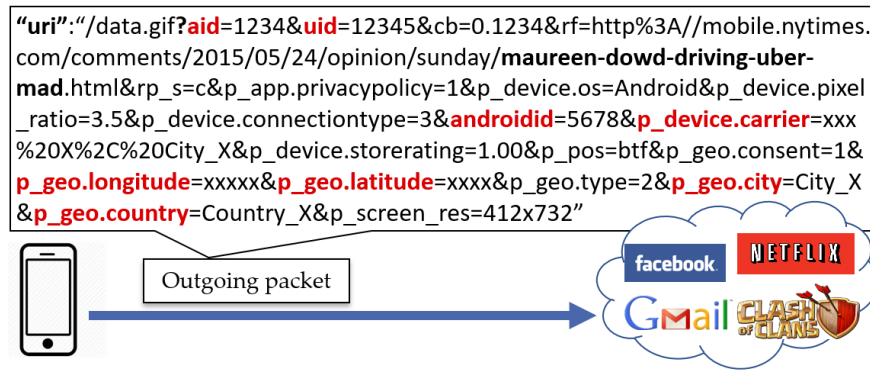 "uri":“/data.gif?aid=1234&uid=12345&cb=0.1234&rf=http%3A//mobile.nytimes.
com/comments/2015/05/24/opinion/sunday/maureen-dowd-driving-uber-
mad.html&rp_s=c&p_app.privacypolicy=1&p_device.os=Android&p_device.pixel
_ratio=3.5&p_device.connectiontype=3&androidid=5678&p_device.carrier=xxx
%20X%2C%20City_X&p_device.storerating=1.00&p_pos=btf&p_geo.consent=1&
p_geo.longitude=xxxxx&p_geo.latitude=xxxx&p_geo.type=2&p_geo.city=City_X
&p_geo.country=Country_X&p_screen_res=412x732”
Outgoing packet
facebook
NETFLIX
Gmail
CLASH
OF CLANS